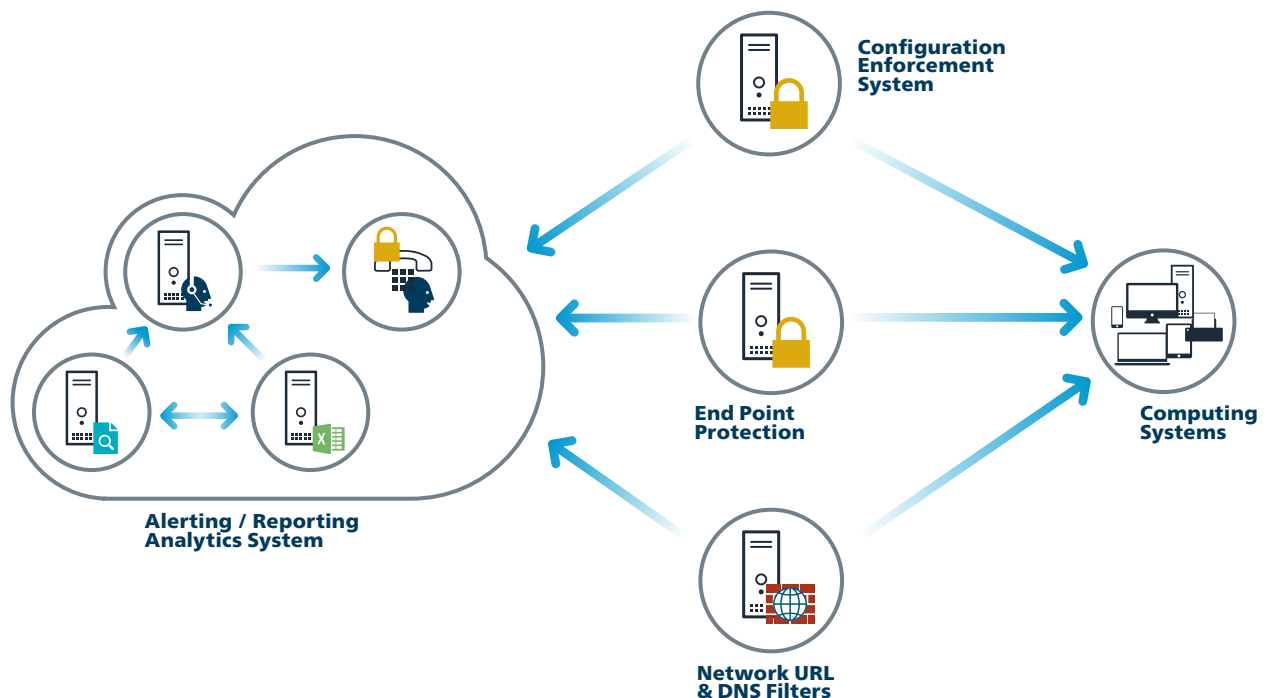 Configuration
Enforcement
System
End Point
Protection
Computing
Systems
X
Alerting / Reporting
Analytics System
Network URL
& DNS Filters